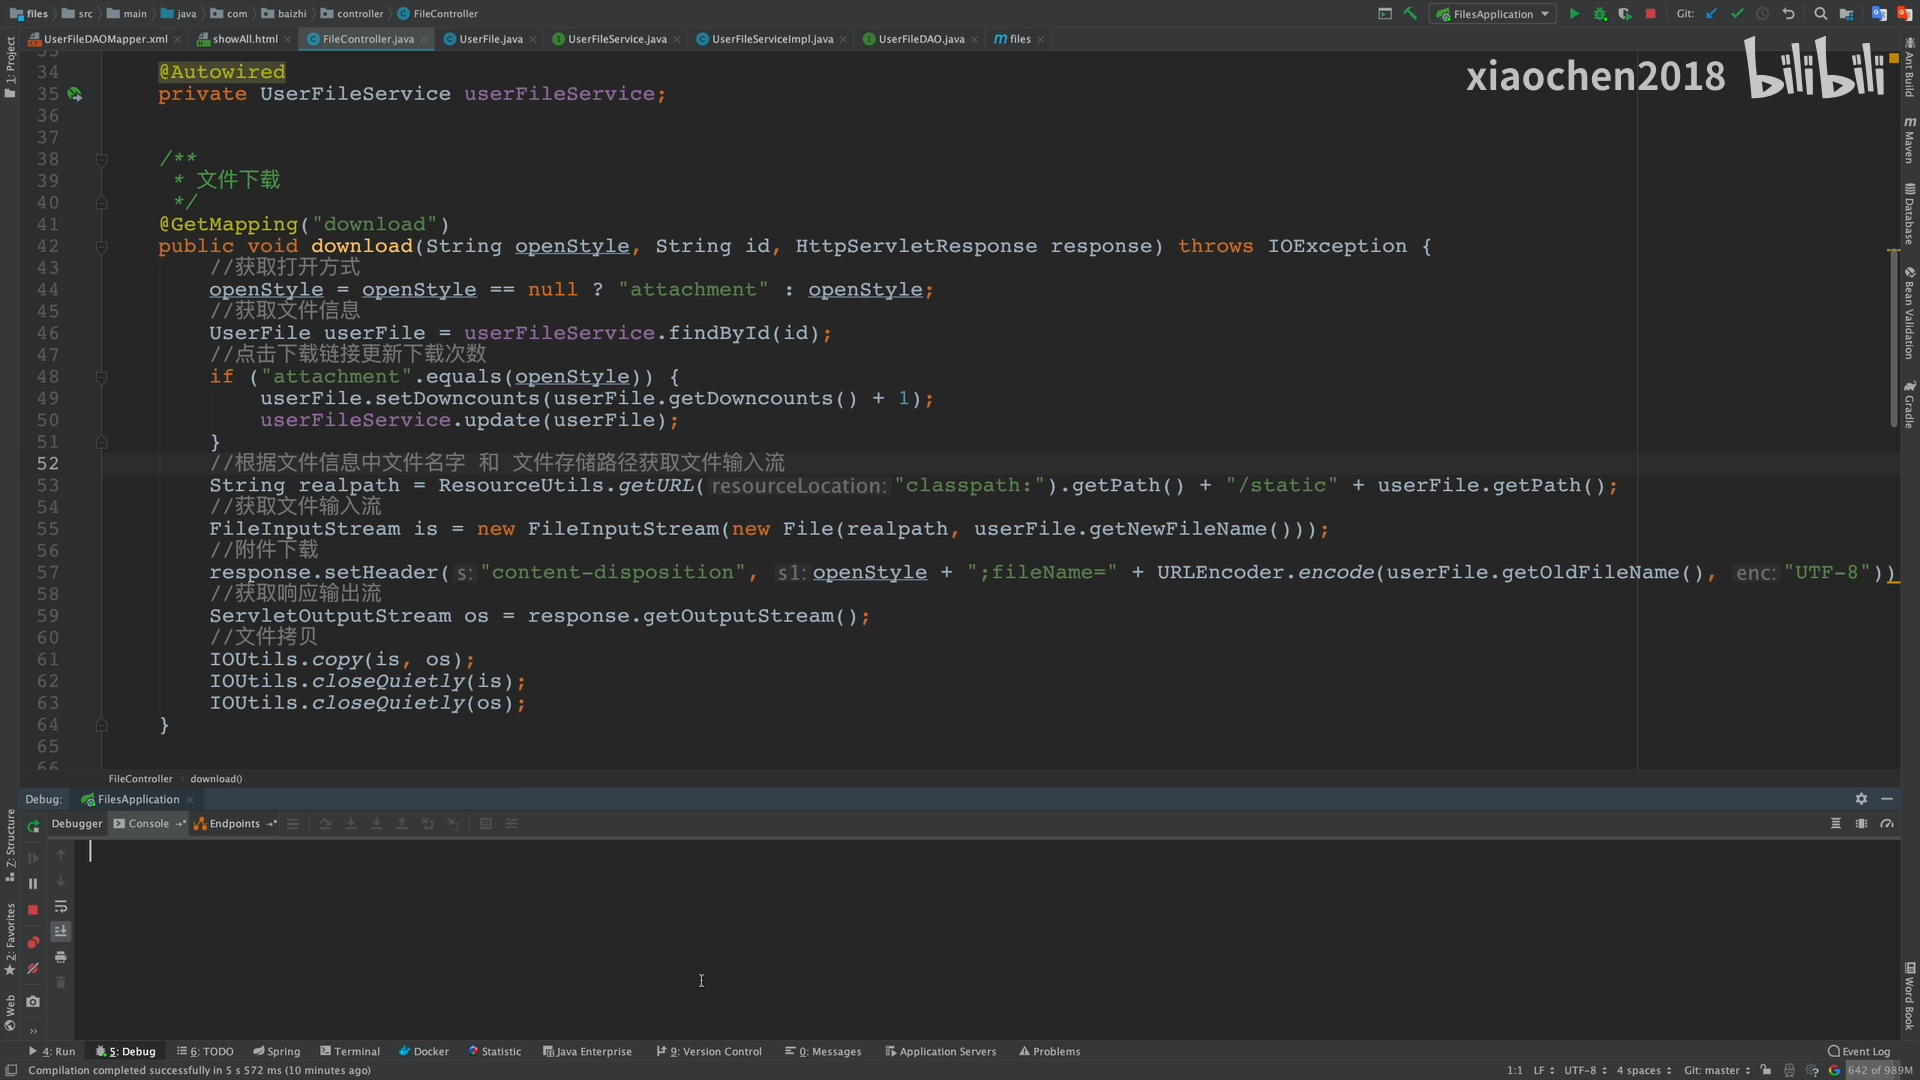 files src main java com baizhi controller FileController FilesApplication Git:
UserFileDAOMapper.xml showAll.html FileController.java UserFile.java UserFileService.java UserFileServiceImpl.java UserFileDAO.java files
xiaochen2018 bilibili
34 @Autowired
35 private UserFileService userFileService;
36
37
38 /**
39 * 文件下载
40 */
41 @GetMapping("download")
42 public void download(String openStyle, String id, HttpServletResponse response) throws IOException {
43 //获取打开方式
44 openStyle = openStyle == null ? "attachment" : openStyle;
45 //获取文件信息
46 UserFile userFile = userFileService.findById(id);
47 //点击下载链接更新下载次数
48 if ("attachment".equals(openStyle)) {
49 userFile.setDowncounts(userFile.getDowncounts() + 1);
50 userFileService.update(userFile);
51 }
52 //根据文件信息中文件名字 和 文件存储路径获取文件输入流
53 String realpath = ResourceUtils.getURL( resourceLocation: "classpath:").getPath() + "/static" + userFile.getPath();
54 //获取文件输入流
55 FileInputStream is = new FileInputStream(new File(realpath, userFile.getNewFileName()));
56 //附件下载
57 response.setHeader( s: "content-disposition", s1: openStyle + ";fileName=" + URLEncoder.encode(userFile.getOldFileName(), enc: "UTF-8"))
58 //获取响应输出流
59 ServletOutputStream os = response.getOutputStream();
60 //文件拷贝
61 IOUtils.copy(is, os);
62 IOUtils.closeQuietly(is);
63 IOUtils.closeQuietly(os);
64 }
65
66
FileController download()
Debug: FilesApplication
Debugger Console Endpoints
1: Project
Z: Structure
2: Favorites
Web
Ant Build
Maven
Database
Bean Validation
Gradle
Word Book
4: Run 5: Debug 6: TODO Spring Terminal Docker Statistic Java Enterprise 9: Version Control 0: Messages Application Servers Problems Event Log
Compilation completed successfully in 5 s 572 ms (10 minutes ago) 1:1 LF UTF-8 4 spaces Git: master 642 of 989M